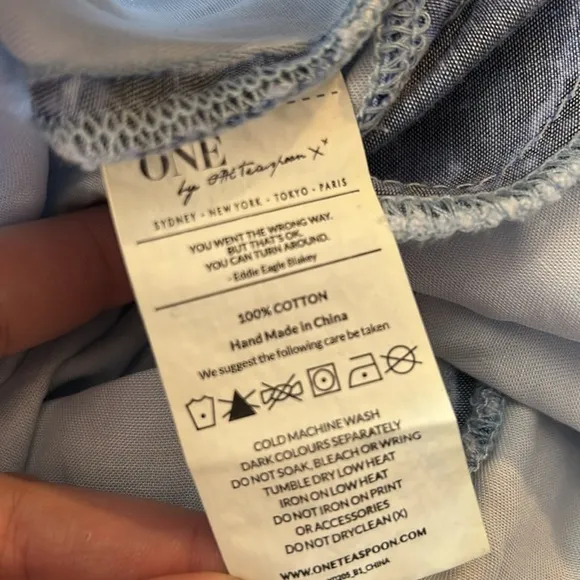 ONE
by oneteaspoon x x
SYDNEY - NEW YORK - TOKYO - PARIS
YOU WENT THE WRONG WAY.
BUT THAT'S OK.
YOU CAN TURN AROUND.
- Eddie Eagle Blakey
100% COTTON
Hand Made in China
We suggest the following care be taken
COLD MACHINE WASH
DARK COLOURS SEPARATELY
DO NOT SOAK, BLEACH OR WRING
TUMBLE DRY LOW HEAT
IRON ON LOW HEAT
DO NOT IRON ON PRINT
OR ACCESSORIES
DO NOT DRYCLEAN (X)
WWW.ONETEASPOON.COM